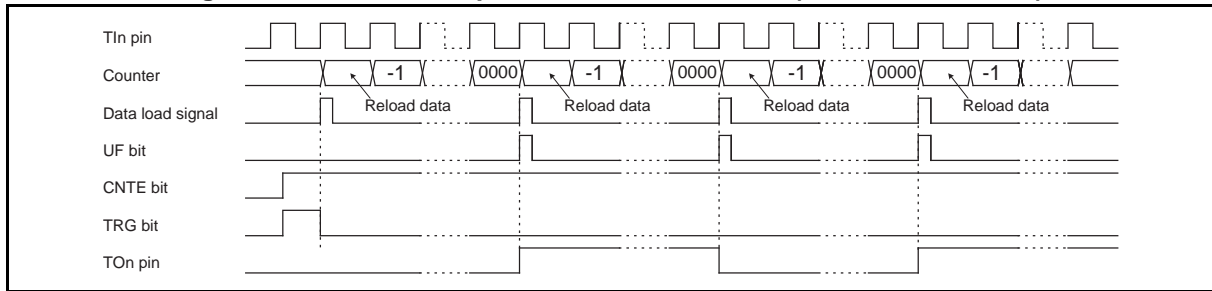 TIn pin
Counter -1 0000 -1 0000 -1 0000 -1
Reload data Reload data Reload data Reload data
Data load signal
UF bit
CNTE bit
TRG bit
TOn pin